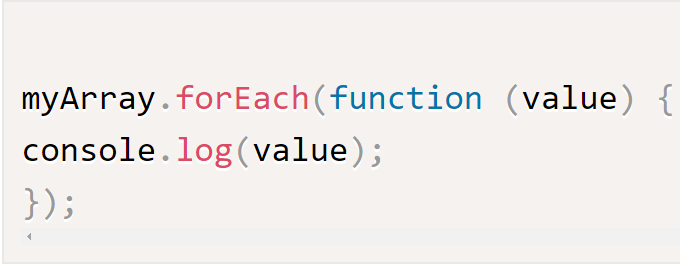 myArray.forEach(function (value) {
console.log(value);
});